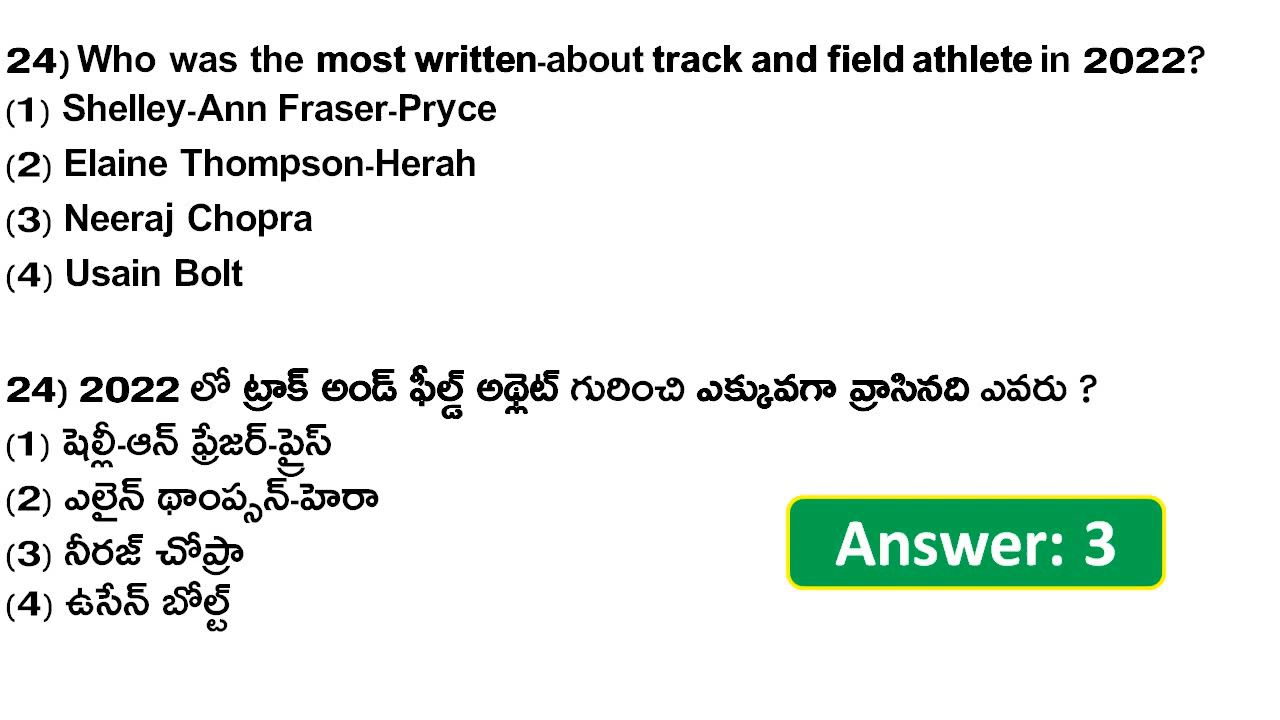 24) Who was the most written-about track and field athlete in 2022?
(1) Shelley-Ann Fraser-Pryce
(2) Elaine Thompson-Herah
(3) Neeraj Chopra
(4) Usain Bolt
24) 2022 లో ట్రాక్ అండ్ ఫీల్డ్ అథ్లెట్ గురించి ఎక్కువగా వ్రాసినది ఎవరు ?
(1) షెల్లీ-ఆన్ ఫ్రేజర్-ప్రైస్
(2) ఎలైన్ థాంప్సన్-హెరా
(3) నీరజ్ చోప్రా
(4) ఉసేన్ బోల్ట్
Answer: 3